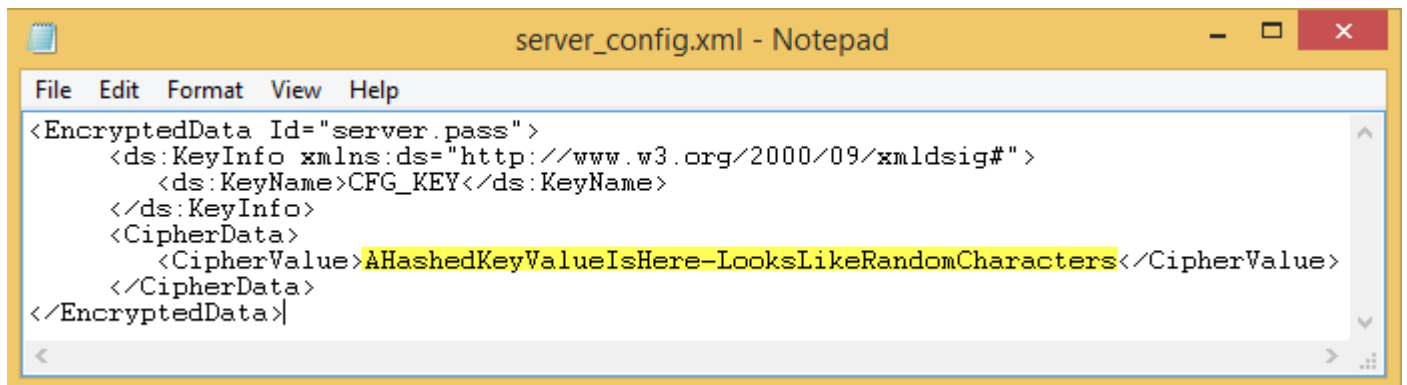 server_config.xml - Notepad
File Edit Format View Help
<EncryptedData Id="server.pass">
<ds:KeyInfo xmlns:ds="http://www.w3.org/2000/09/xmldsig#">
<ds:KeyName>CFG_KEY</ds:KeyName>
</ds:KeyInfo>
<CipherData>
<CipherValue>AHashedKeyValueIsHere-LooksLikeRandomCharacters</CipherValue>
</CipherData>
</EncryptedData>